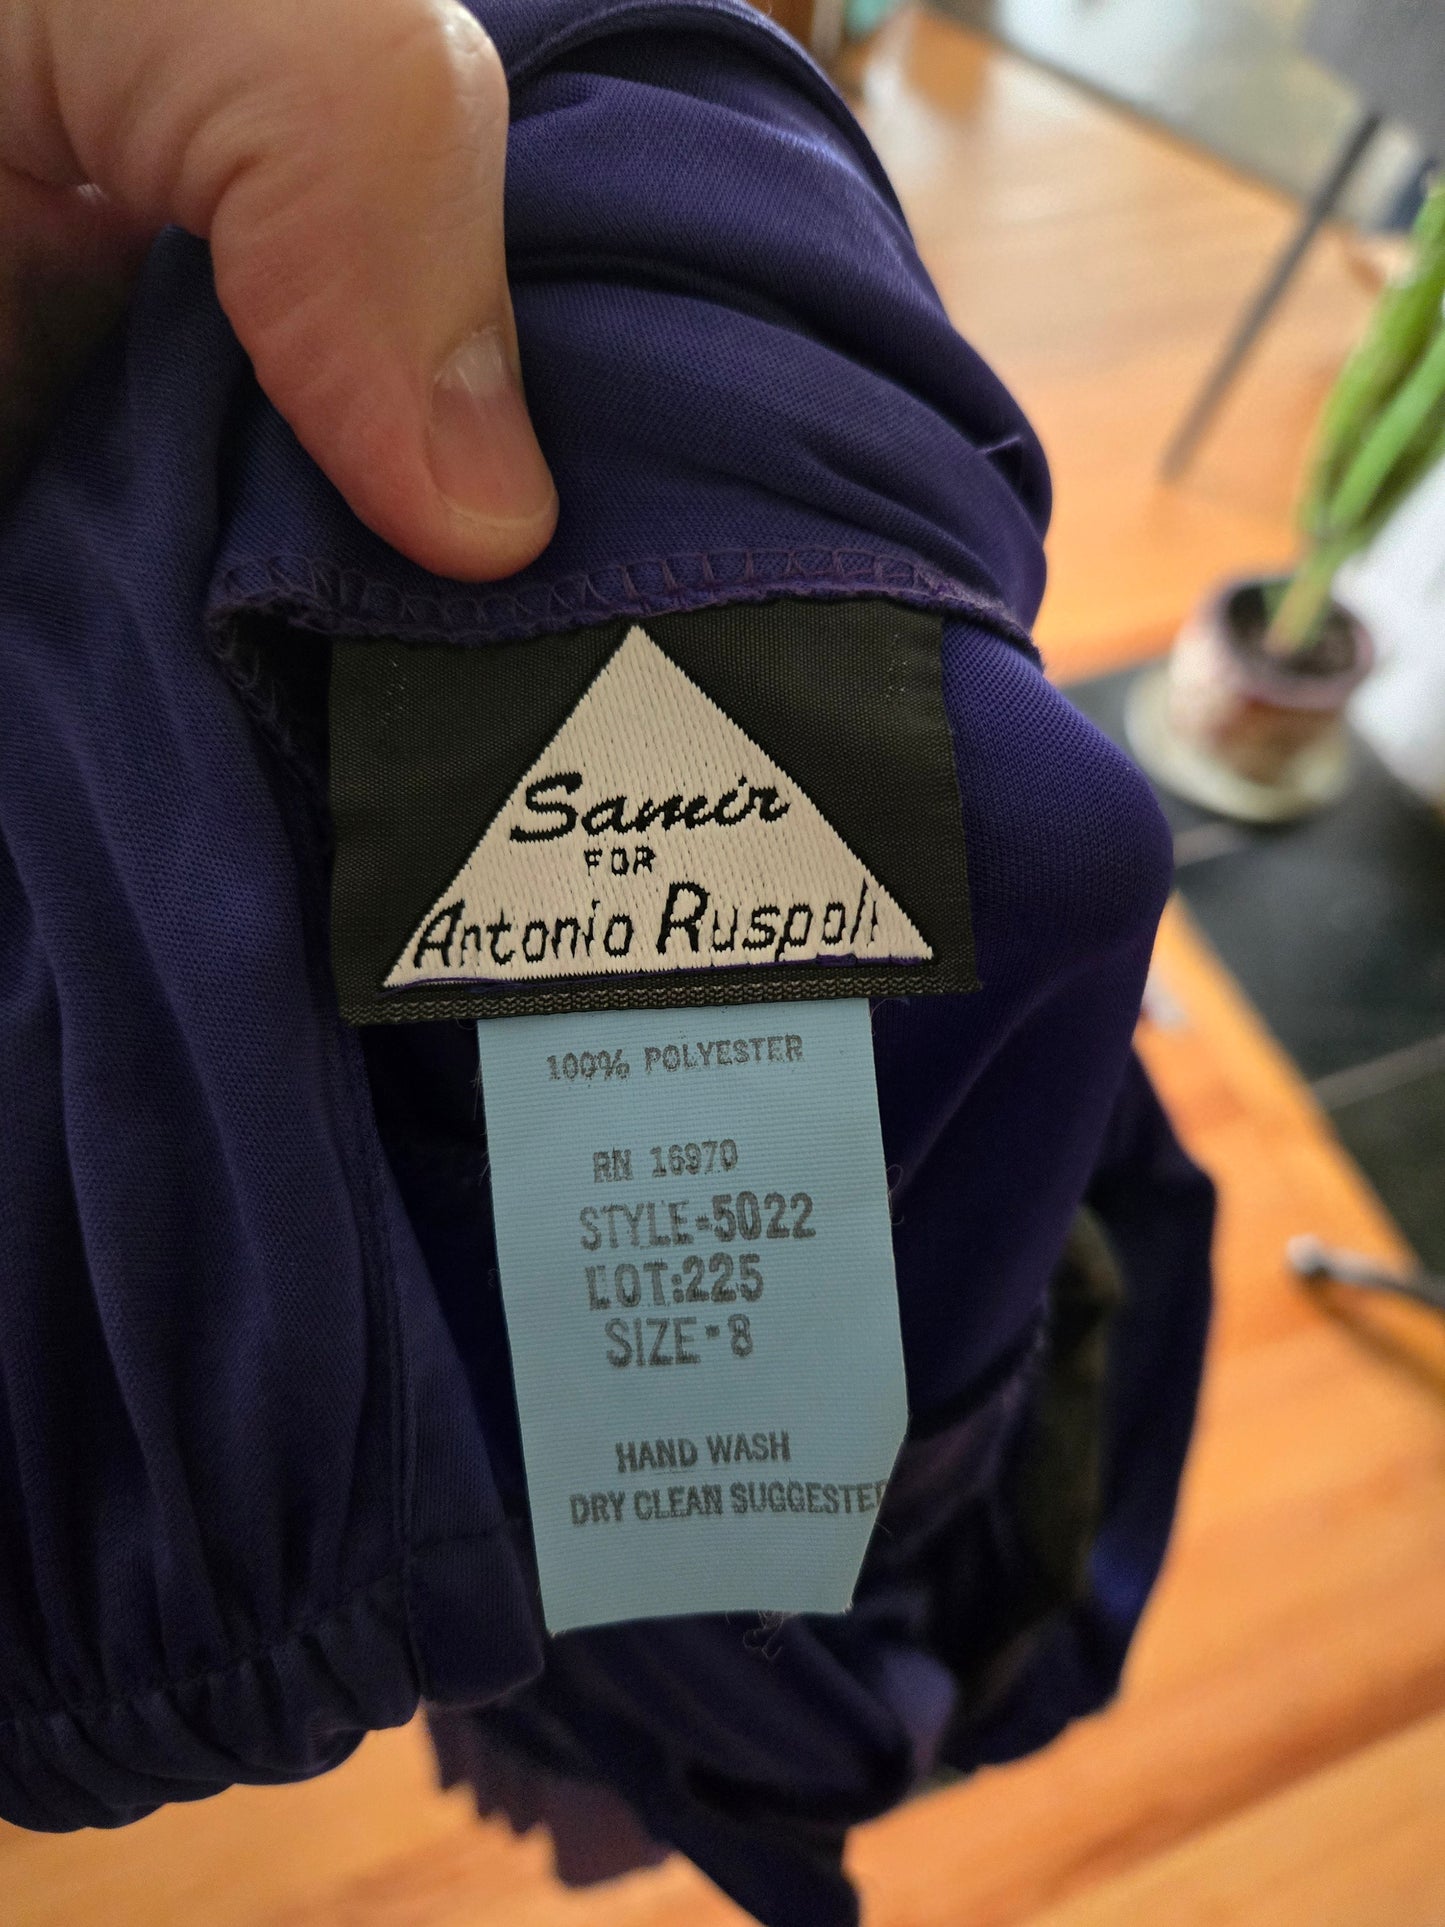 Samir
FOR
Antonio Ruspoli
100% POLYESTER
RN 16970
STYLE-5022
LOT:225
SIZE-8
HAND WASH
DRY CLEAN SUGGESTED